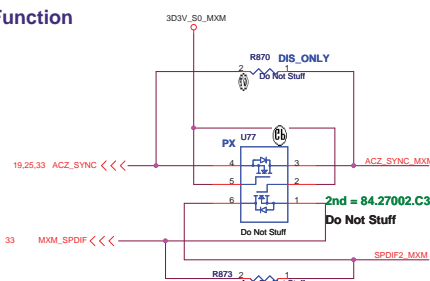 Function
3D3V_S0_MXM
R870 DIS_ONLY
2 1
Do Not Stuff
PX U77
19,25,33 ACZ_SYNC
4 3
ACZ_SYNC_MXM
5 2
6 1
2nd = 84.27002.C3
Do Not Stuff
Do Not Stuff
33 MXM_SPDIF
SPDIF2_MXM
R873 2 1